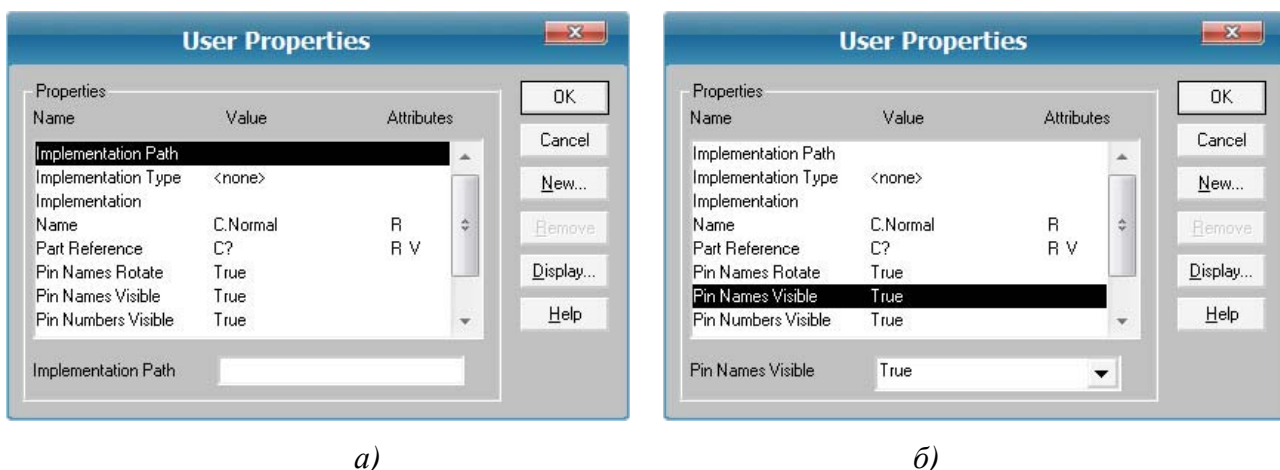 User Properties
Properties
Name Value Attributes
Implementation Path
Implementation Type <none>
Implementation
Name C.Normal R
Part Reference C? R V
Pin Names Rotate True
Pin Names Visible True
Pin Numbers Visible True
Implementation Path
OK
Cancel
New...
Remove
Display...
Help
а)
User Properties
Properties
Name Value Attributes
Implementation Path
Implementation Type <none>
Implementation
Name C.Normal R
Part Reference C? R V
Pin Names Rotate True
Pin Names Visible True
Pin Numbers Visible True
Pin Names Visible True
OK
Cancel
New...
Remove
Display...
Help
б)